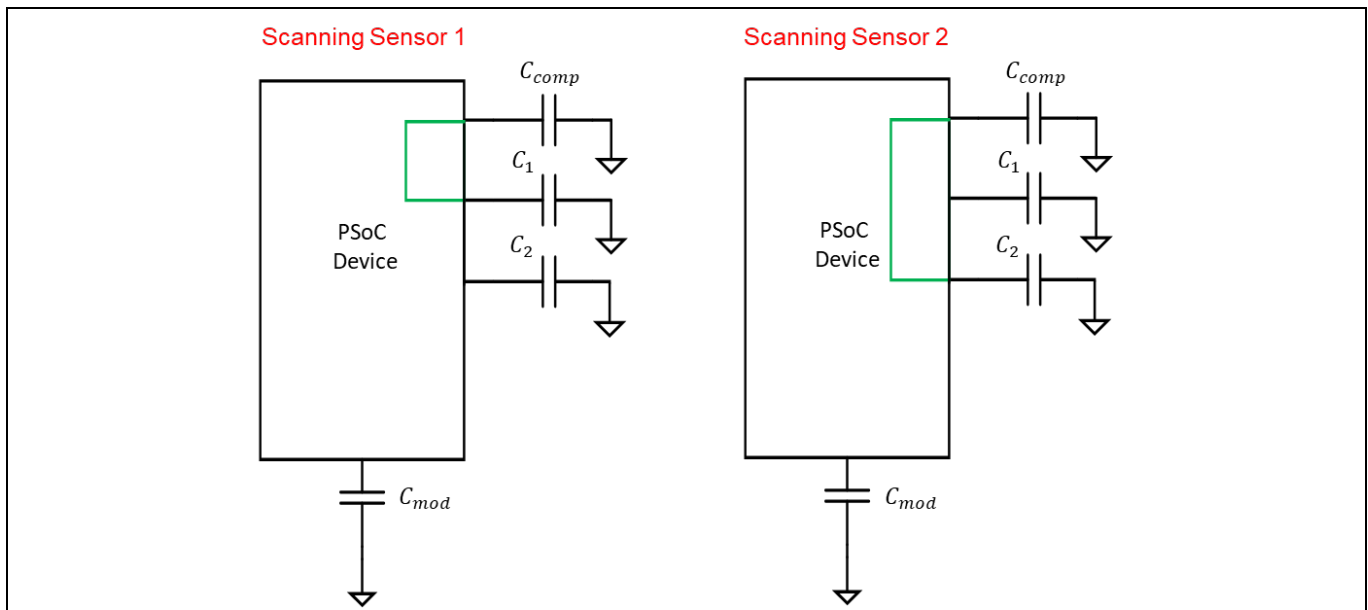 Scanning Sensor 1
C_comp
C_1
C_2
PSoC
Device
C_mod
Scanning Sensor 2
C_comp
C_1
C_2
PSoC
Device
C_mod